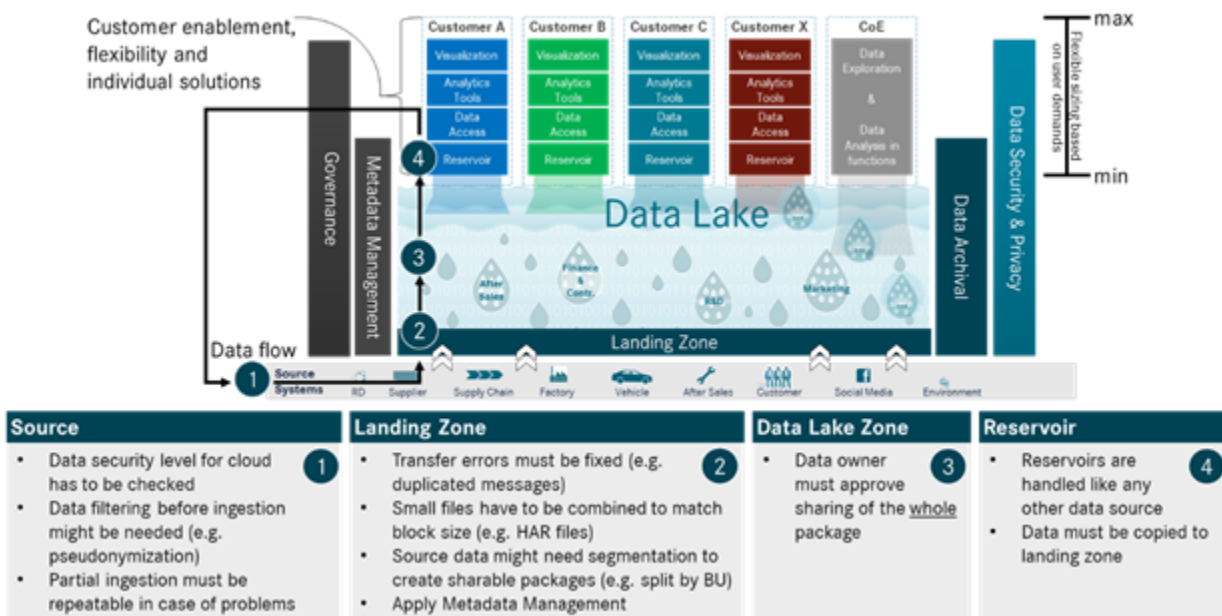 Customer enablement,
flexibility and
individual solutions
Customer A
Customer B
Customer C
Customer X
CoE
Visualization
Analytics
Tools
Data
Access
Reservoir
Visualization
Analytics
Tools
Data
Access
Reservoir
Visualization
Analytics
Tools
Data
Access
Reservoir
Visualization
Analytics
Tools
Data
Access
Reservoir
Data
Exploration
&
Data
Analysis in
functions
max
Flexible sizing based
on user demands
min
Governance
Metadata Management
Data Archival
Data Security & Privacy
Data Lake
After
Sales
Finance
&
Contr.
R&D
Marketing
4
3
2
Landing Zone
Data flow
1
Source
Systems
RD
Supplier
Supply Chain
Factory
Vehicle
After Sales
Customer
Social Media
Environment
Source
1
• Data security level for cloud
has to be checked
• Data filtering before ingestion
might be needed (e.g.
pseudonymization)
• Partial ingestion must be
repeatable in case of problems
Landing Zone
2
• Transfer errors must be fixed (e.g.
duplicated messages)
• Small files have to be combined to match
block size (e.g. HAR files)
• Source data might need segmentation to
create sharable packages (e.g. split by BU)
• Apply Metadata Management
Data Lake Zone
3
• Data owner
must approve
sharing of the whole
package
Reservoir
4
• Reservoirs are
handled like any
other data source
• Data must be copied to
landing zone